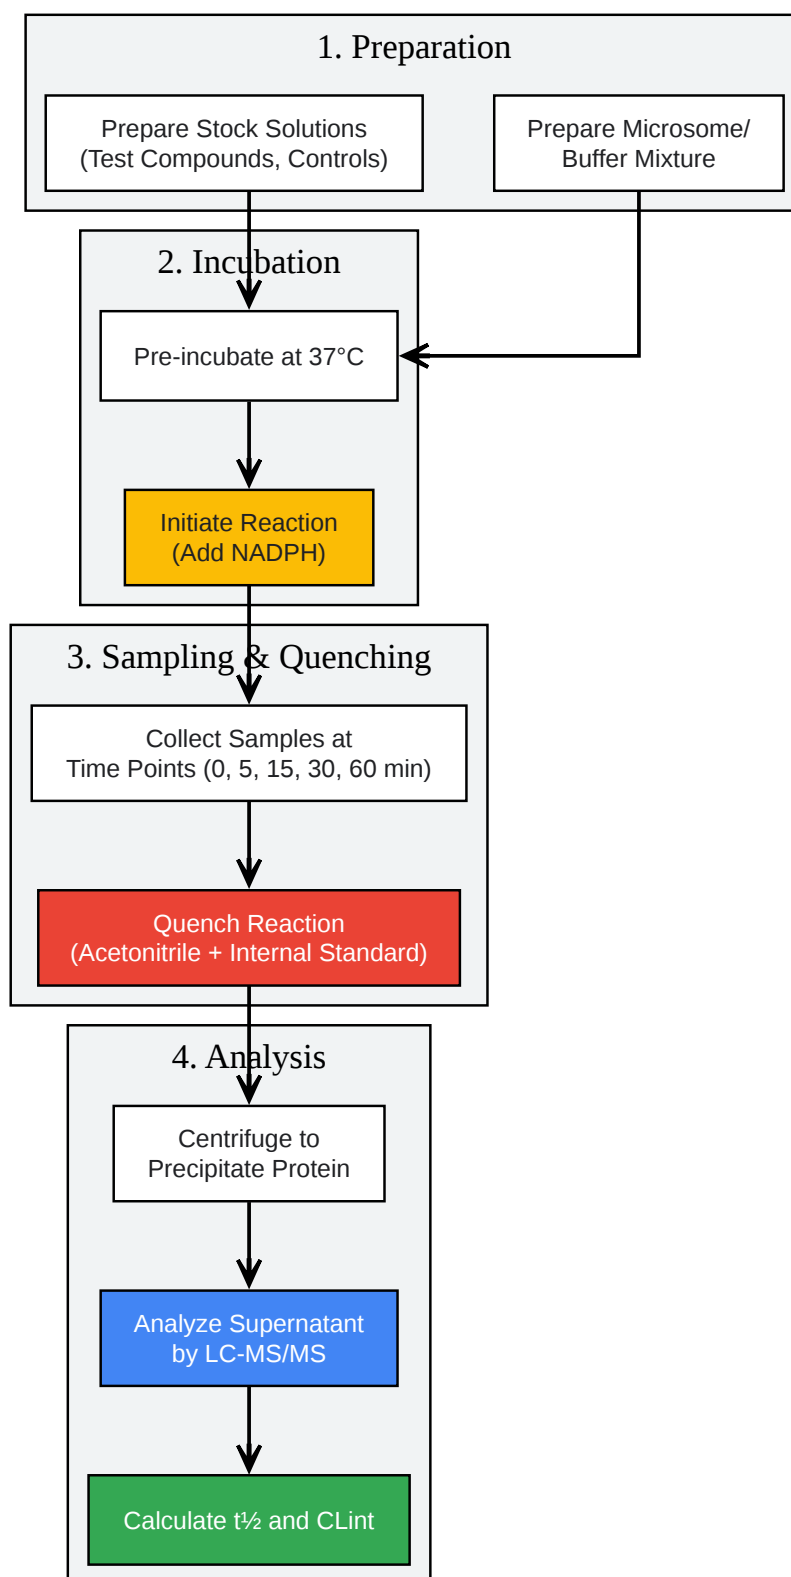 1. Preparation
Prepare Stock Solutions
(Test Compounds, Controls)
Prepare Microsome/
Buffer Mixture
2. Incubation
Pre-incubate at 37°C
Initiate Reaction
(Add NADPH)
3. Sampling & Quenching
Collect Samples at
Time Points (0, 5, 15, 30, 60 min)
Quench Reaction
(Acetonitrile + Internal Standard)
4. Analysis
Centrifuge to
Precipitate Protein
Analyze Supernatant
by LC-MS/MS
Calculate t½ and CLint